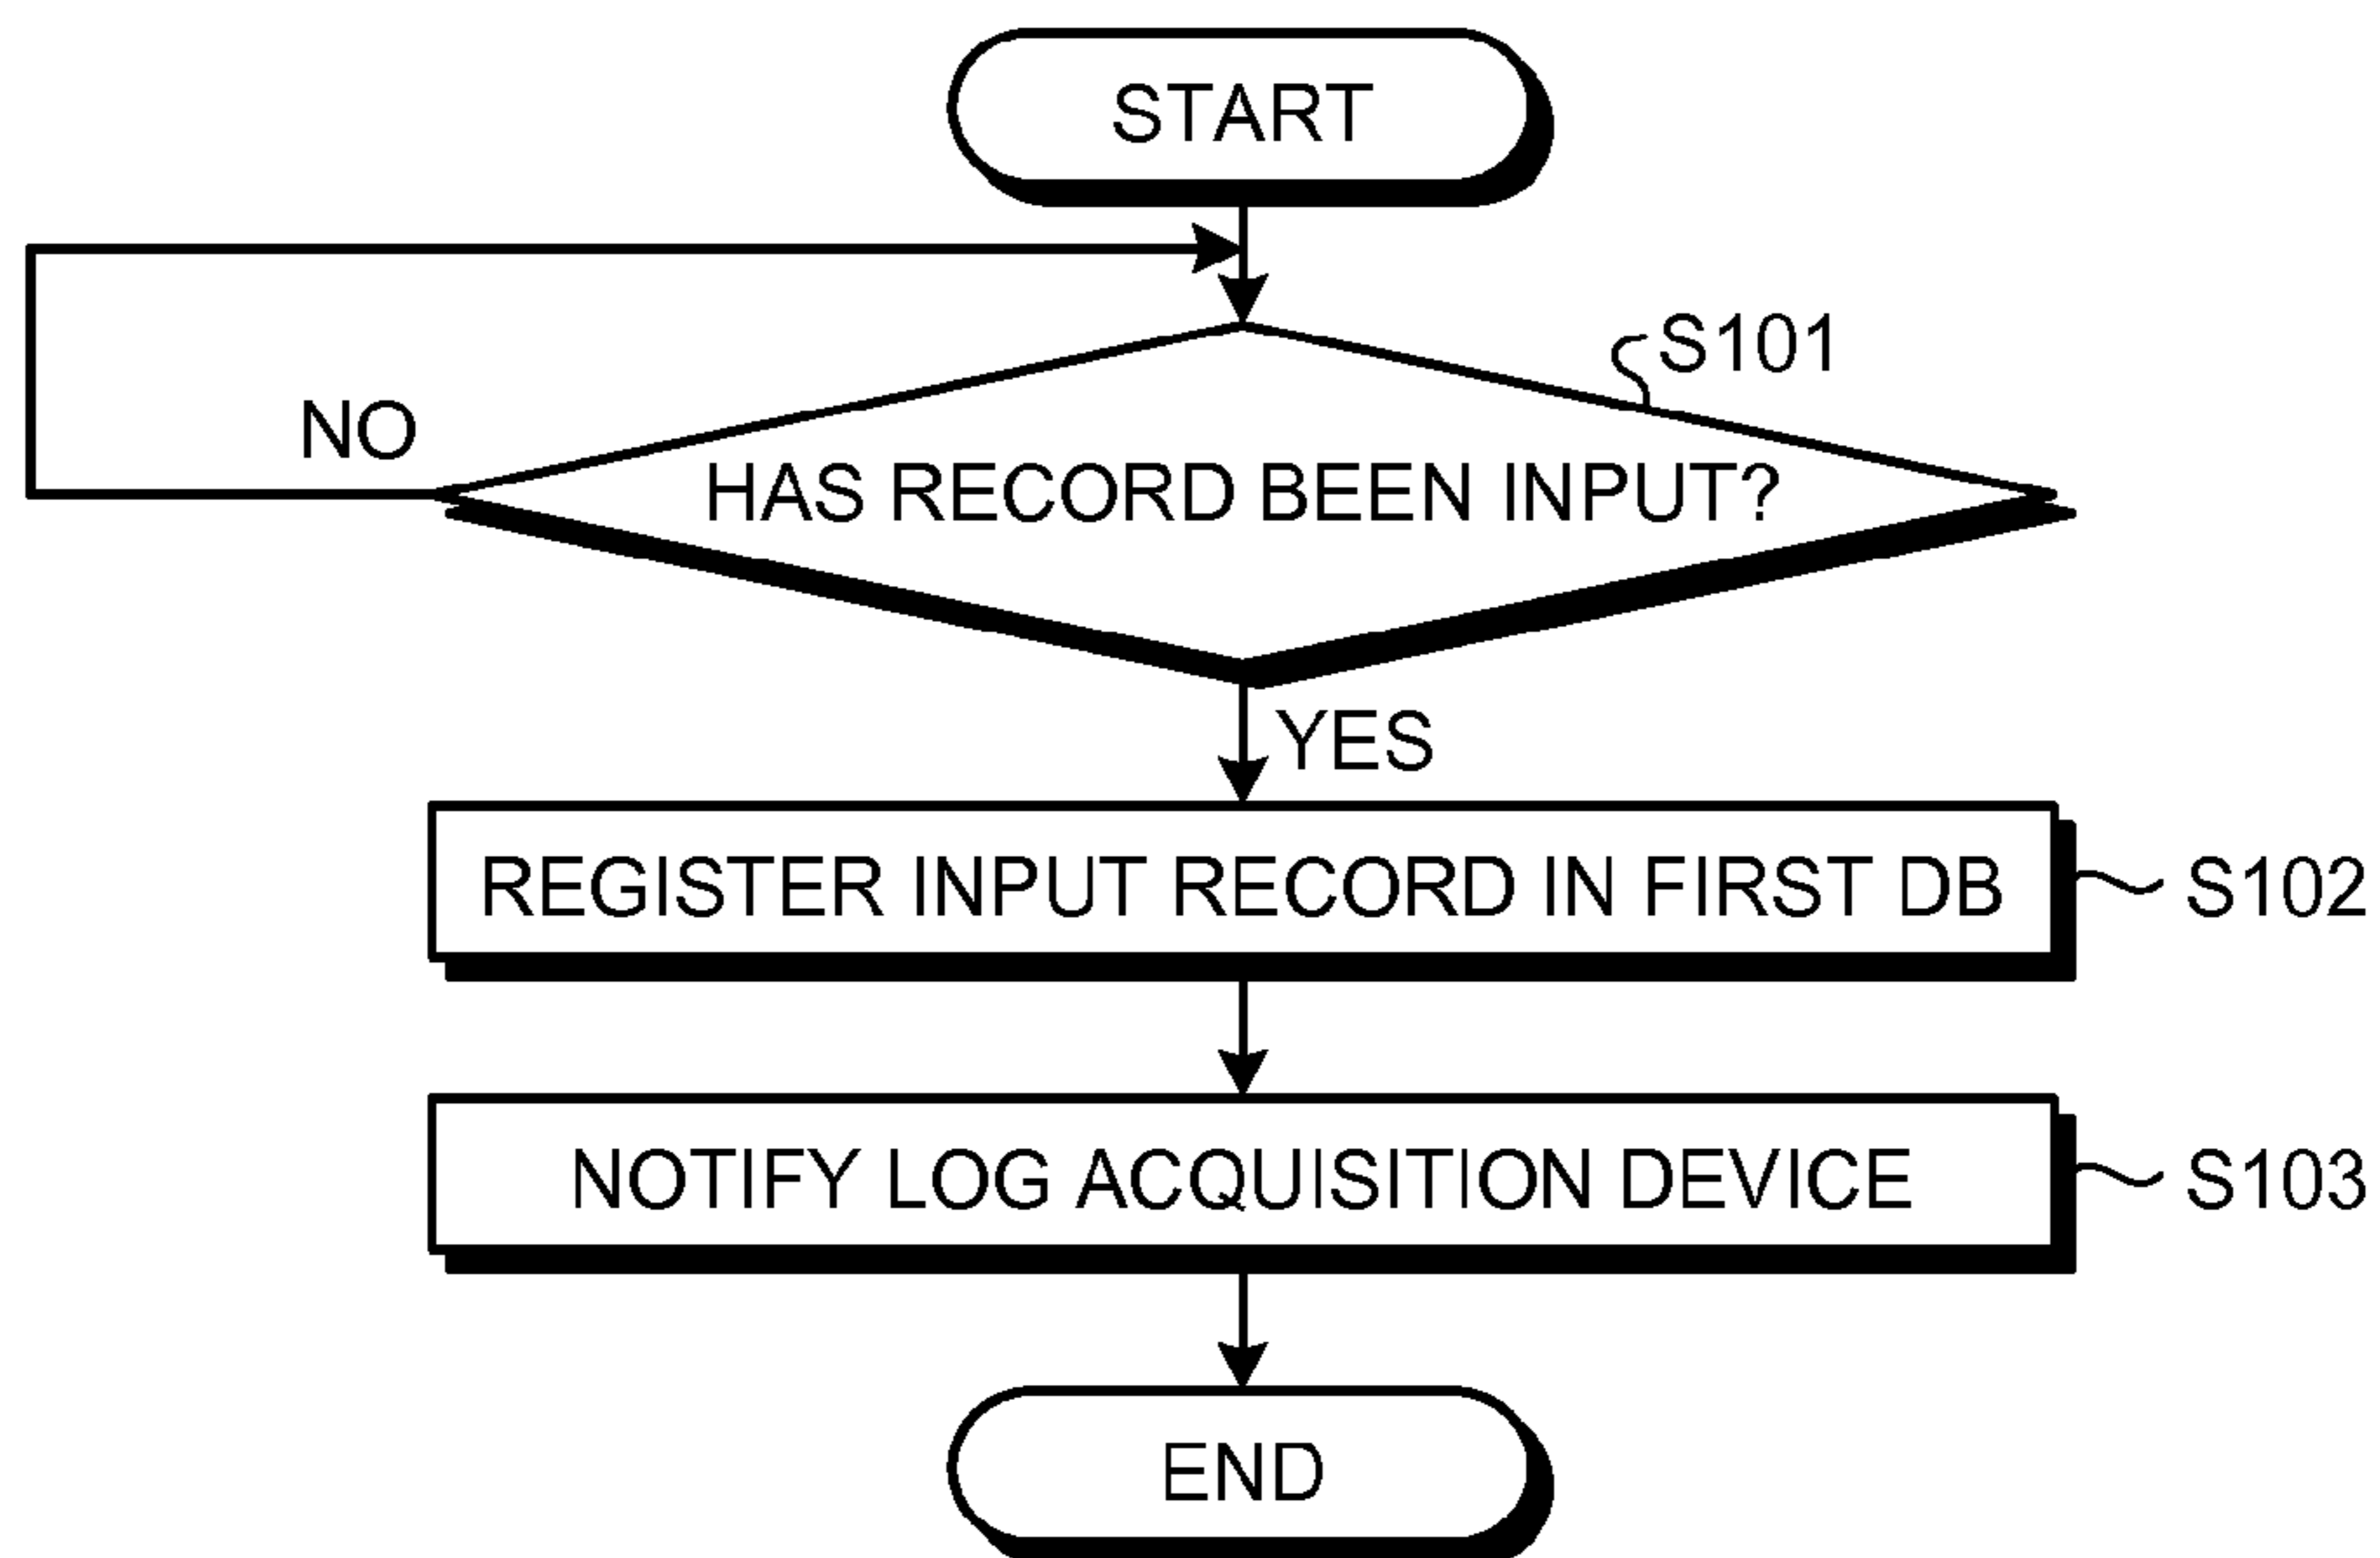 START
S101
NO
HAS RECORD BEEN INPUT?
YES
REGISTER INPUT RECORD IN FIRST DB
S102
NOTIFY LOG ACQUISITION DEVICE
S103
END